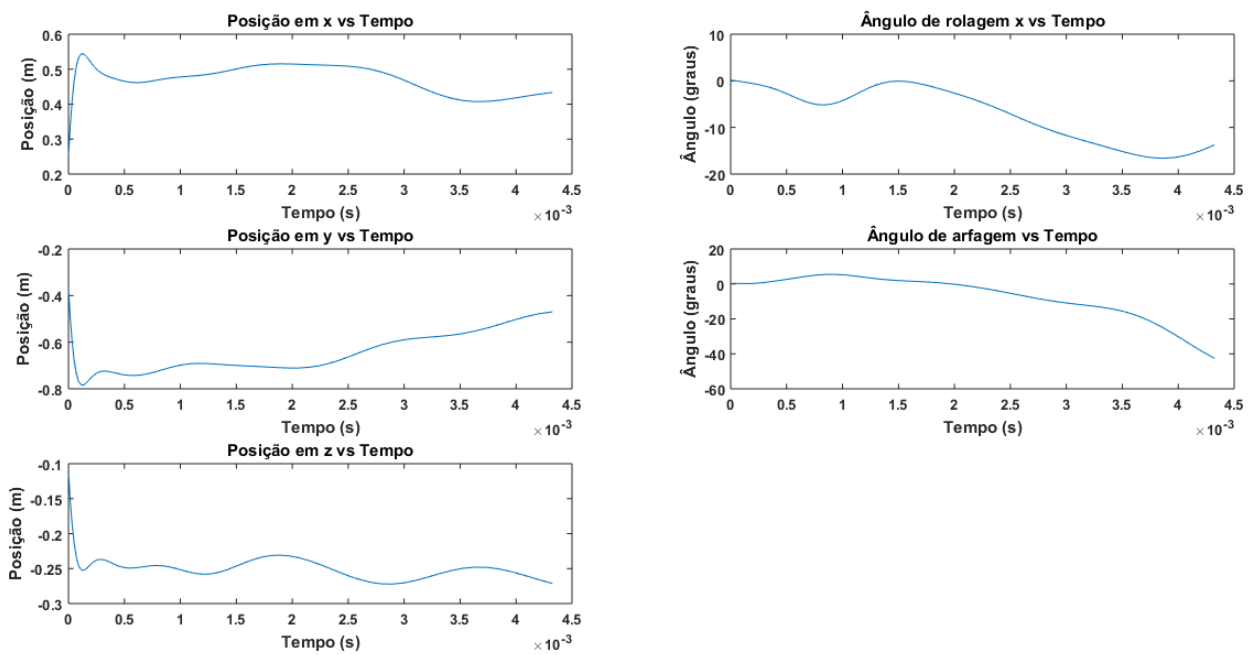 Posição em x vs Tempo
0.6
0.5
0.4
0.3
0.2
Posição (m)
0 0.5 1 1.5 2 2.5 3 3.5 4 4.5
Tempo (s)
×10-3
Ângulo de rolagem x vs Tempo
10
0
-10
-20
Ângulo (graus)
0 0.5 1 1.5 2 2.5 3 3.5 4 4.5
Tempo (s)
×10-3
Posição em y vs Tempo
-0.2
-0.4
-0.6
-0.8
Posição (m)
0 0.5 1 1.5 2 2.5 3 3.5 4 4.5
Tempo (s)
×10-3
Ângulo de arfagem vs Tempo
20
0
-20
-40
-60
Ângulo (graus)
0 0.5 1 1.5 2 2.5 3 3.5 4 4.5
Tempo (s)
×10-3
Posição em z vs Tempo
-0.1
-0.15
-0.2
-0.25
-0.3
Posição (m)
0 0.5 1 1.5 2 2.5 3 3.5 4 4.5
Tempo (s)
×10-3